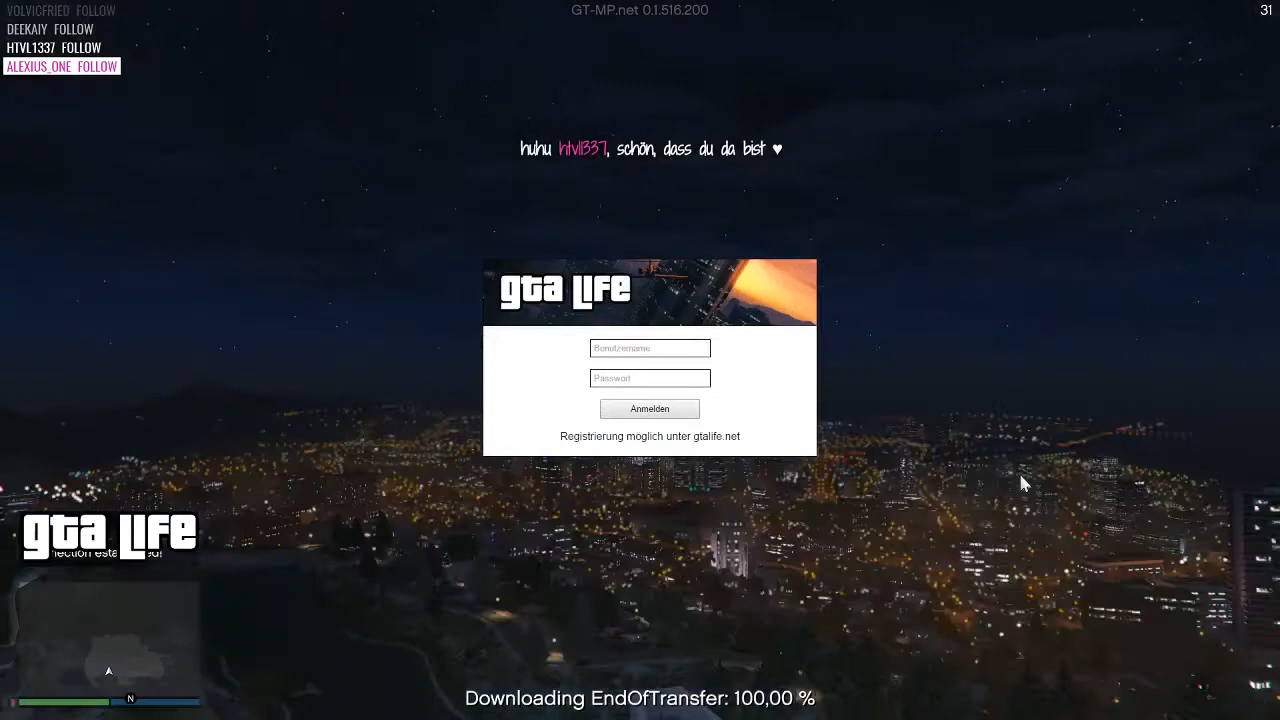 VOLVICFRIED FOLLOW
GT-MP.net 0.1.516.200
31
DEEKAIY FOLLOW
HTVL1337 FOLLOW
ALEXIUS_ONE FOLLOW
huhu htvl1337, schön, dass du da bist ♥
gta LIFE
Benutzername
Passwort
Anmelden
Registrierung möglich unter gtalife.net
gta LIFE
N
Downloading EndOfTransfer: 100,00 %